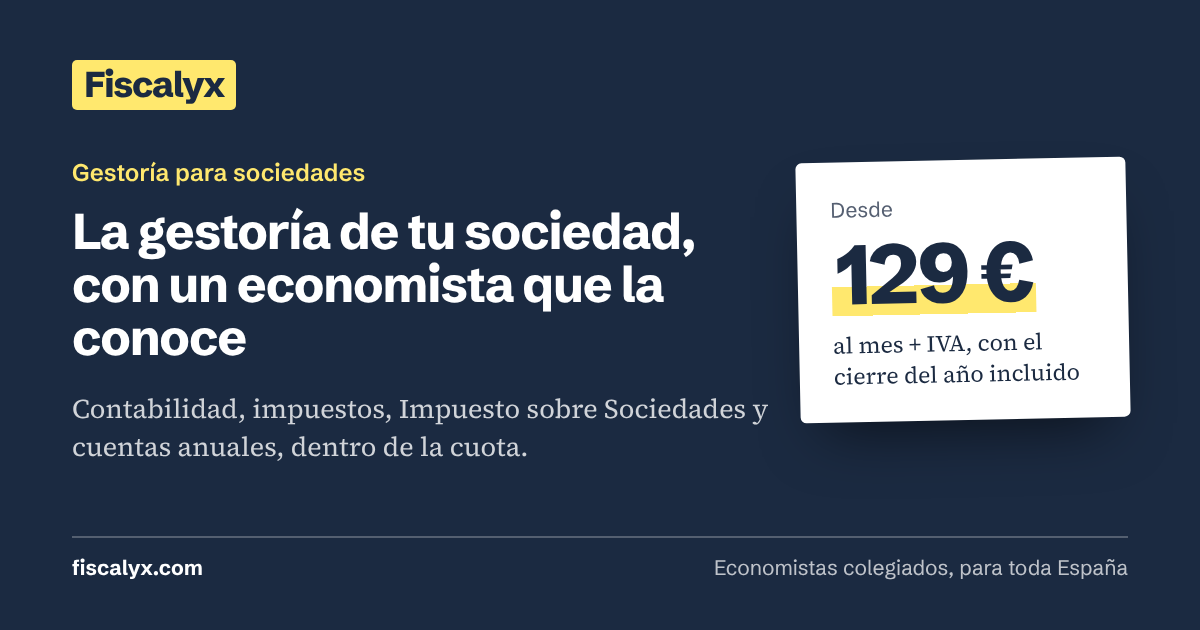 Fiscalyx
Gestoría para sociedades
La gestoría de tu sociedad,
con un economista que la
conoce
Contabilidad, impuestos, Impuesto sobre Sociedades y
cuentas anuales, dentro de la cuota.
Desde
129 €
al mes + IVA, con el
cierre del año incluido
fiscalyx.com
Economistas colegiados, para toda España